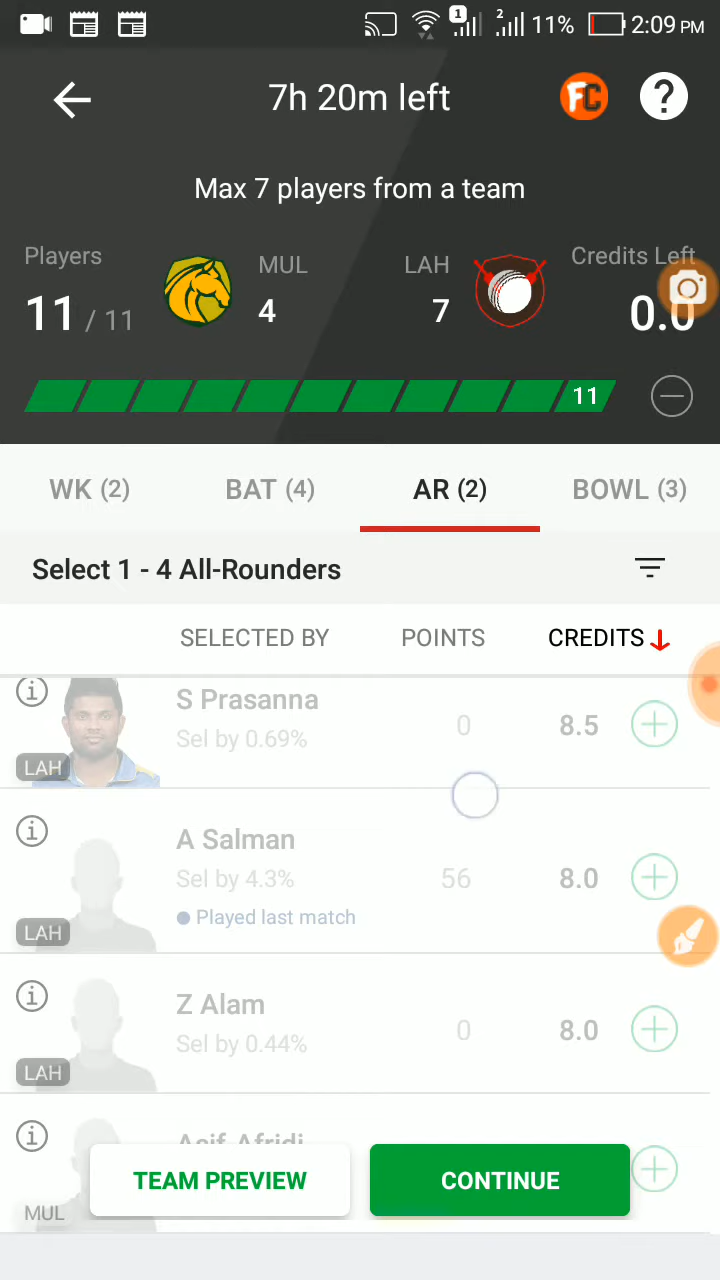 1 2 11% 2:09 PM
7h 20m left FC ?
Max 7 players from a team
Players MUL LAH Credits Left
11 / 11 4 7 0.0
11
WK (2) BAT (4) AR (2) BOWL (3)
Select 1 - 4 All-Rounders
SELECTED BY POINTS CREDITS
S Prasanna
Sel by 0.69% 0 8.5
LAH
A Salman
Sel by 4.3% 56 8.0
Played last match
LAH
Z Alam
Sel by 0.44% 0 8.0
LAH
Asif Afridi
TEAM PREVIEW CONTINUE
MUL